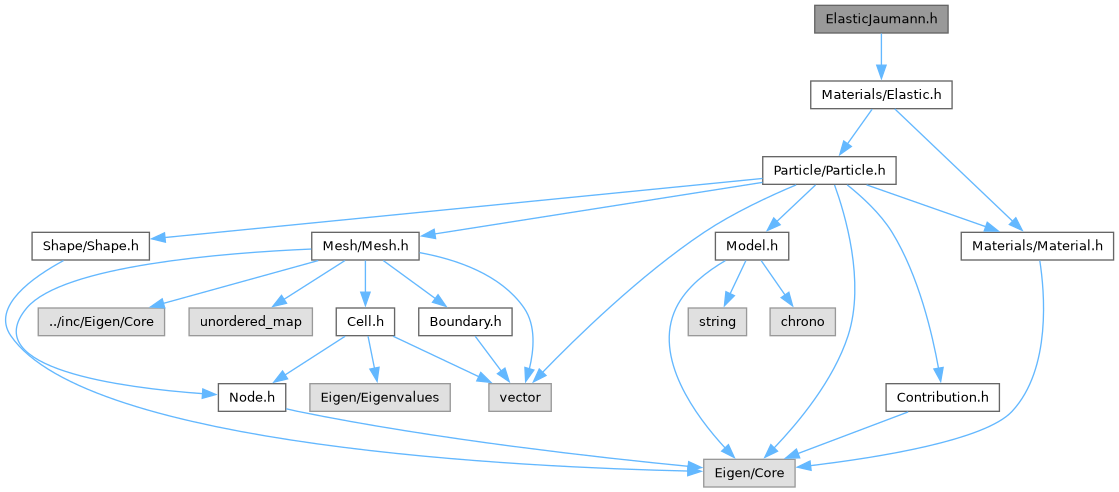 ElasticJaumann.h
Materials/Elastic.h
Particle/Particle.h
Shape/Shape.h
Mesh/Mesh.h
Model.h
Materials/Material.h
../inc/Eigen/Core
unordered_map
Cell.h
Boundary.h
string
chrono
Node.h
Eigen/Eigenvalues
vector
Contribution.h
Eigen/Core